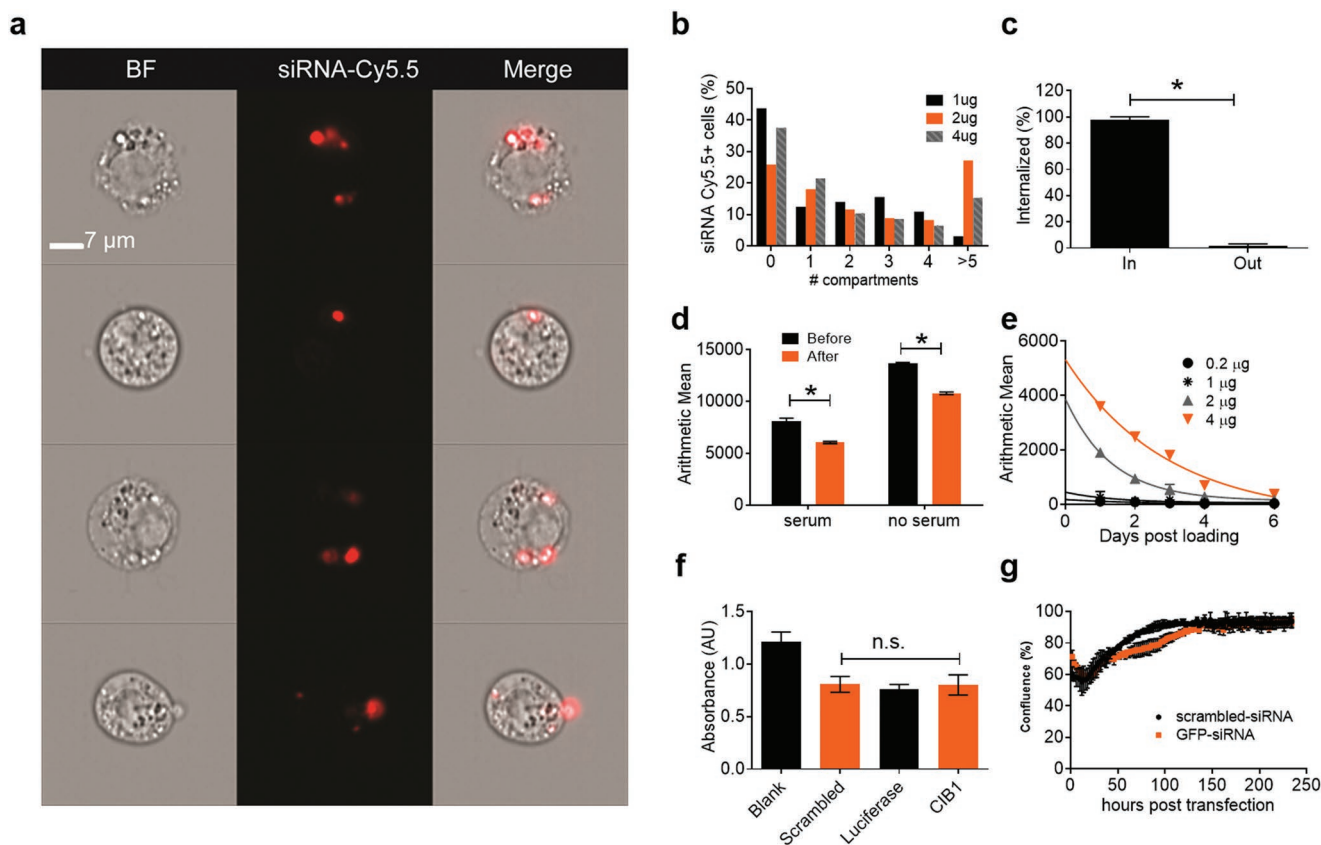 a
BF siRNA-Cy5.5 Merge
7 µm
b
siRNA Cy5.5+ cells (%)
50
40
30
20
10
0
1ug
2ug
4ug
0 1 2 3 4 >5
# compartments
c
Internalized (%)
120
100
80
60
40
20
0
*
In Out
d
Arithmetic Mean
15000
10000
5000
0
Before
After
*
*
serum no serum
e
Arithmetic Mean
6000
4000
2000
0
0.2 µg
1 µg
2 µg
4 µg
0 2 4 6
Days post loading
f
Absorbance (AU)
1.5
1.0
0.5
0.0
n.s.
Blank
Scrambled
Luciferase
CIB1
g
Confluence (%)
100
80
60
40
20
0
scrambled-siRNA
GFP-siRNA
0 50 100 150 200 250
hours post transfection